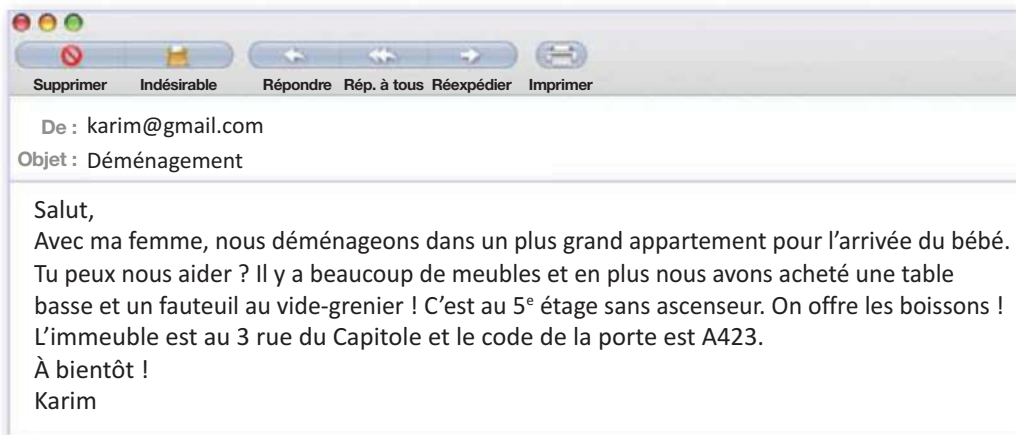 Supprimer Indésirable Répondre Rép. à tous Réexpédier Imprimer
De : karim@gmail.com
Objet : Déménagement
Salut,
Avec ma femme, nous déménageons dans un plus grand appartement pour l’arrivée du bébé.
Tu peux nous aider ? Il y a beaucoup de meubles et en plus nous avons acheté une table
basse et un fauteuil au vide-grenier ! C’est au 5e étage sans ascenseur. On offre les boissons !
L’immeuble est au 3 rue du Capitole et le code de la porte est A423.
À bientôt !
Karim